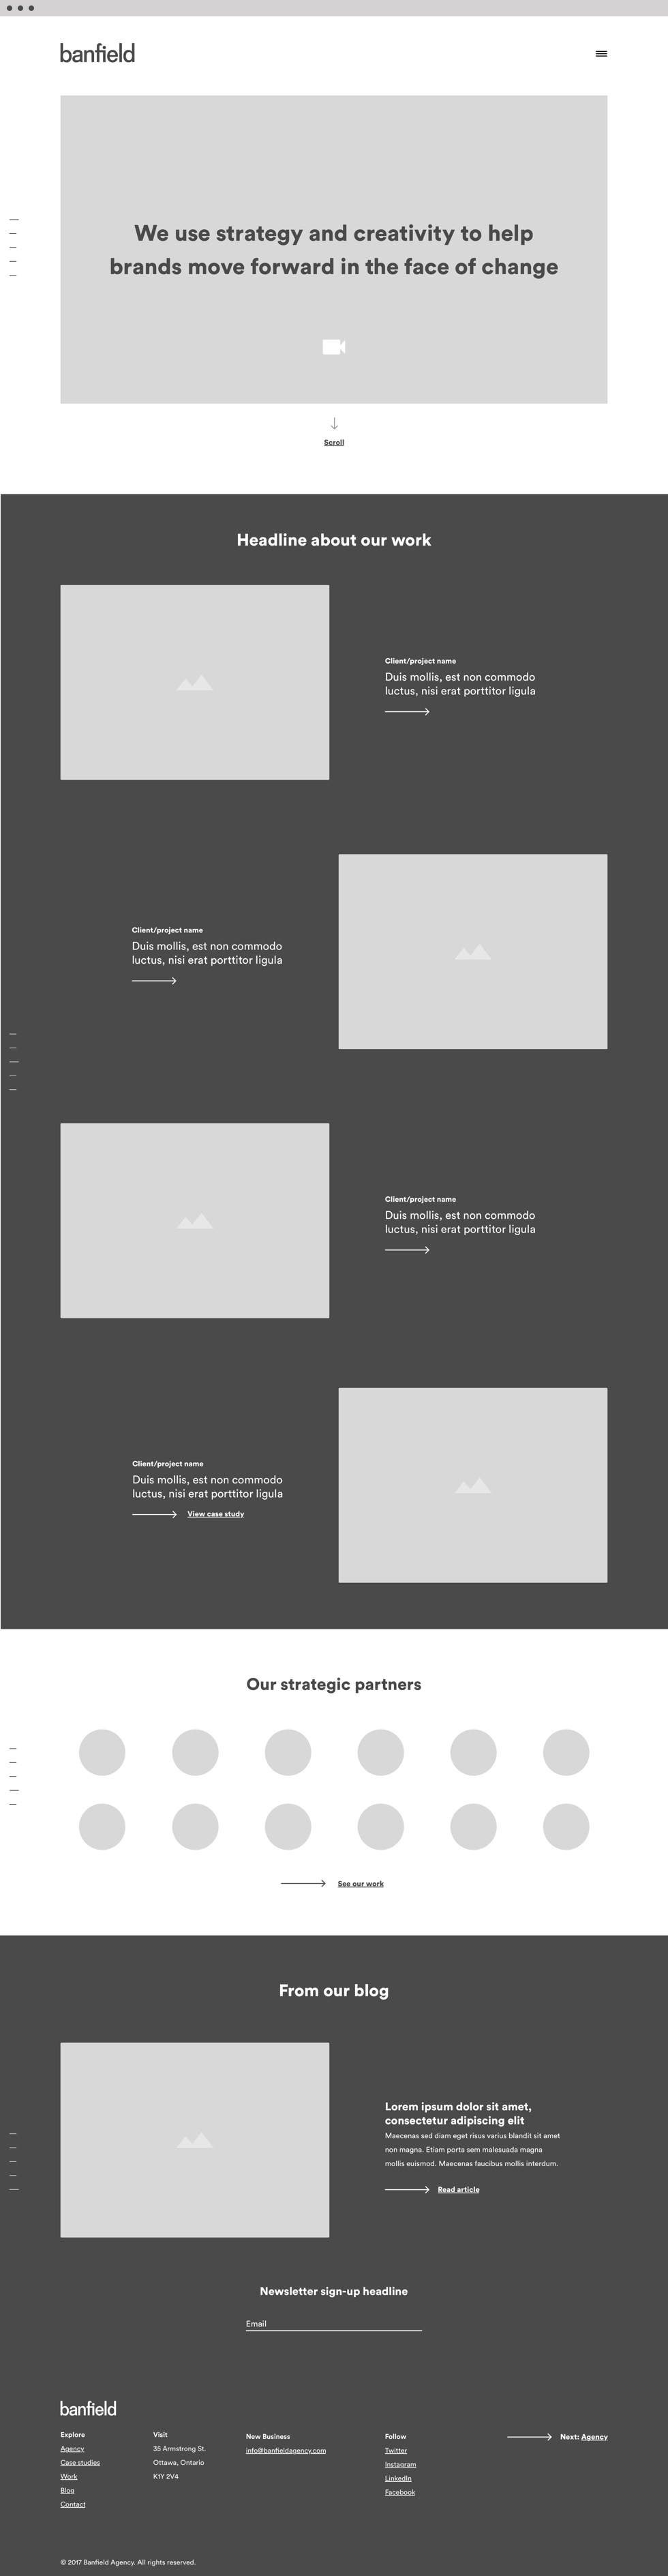 banfield
We use strategy and creativity to help
brands move forward in the face of change
Scroll
Headline about our work
Client/project name
Duis mollis, est non commodo
luctus, nisi erat porttitor ligula
Client/project name
Duis mollis, est non commodo
luctus, nisi erat porttitor ligula
Client/project name
Duis mollis, est non commodo
luctus, nisi erat porttitor ligula
Client/project name
Duis mollis, est non commodo
luctus, nisi erat porttitor ligula
View case study
Our strategic partners
See our work
From our blog
Lorem ipsum dolor sit amet,
consectetur adipiscing elit
Maecenas sed diam eget risus varius blandit sit amet
non magna. Etiam porta sem malesuada magna
mollis euismod. Maecenas faucibus mollis interdum.
Read article
Newsletter sign-up headline
Email
banfield
Explore
Agency
Case studies
Work
Blog
Contact
Visit
35 Armstrong St.
Ottawa, Ontario
K1Y 2V4
New Business
info@banfieldagency.com
Follow
Twitter
Instagram
LinkedIn
Facebook
Next: Agency
© 2017 Banfield Agency. All rights reserved.